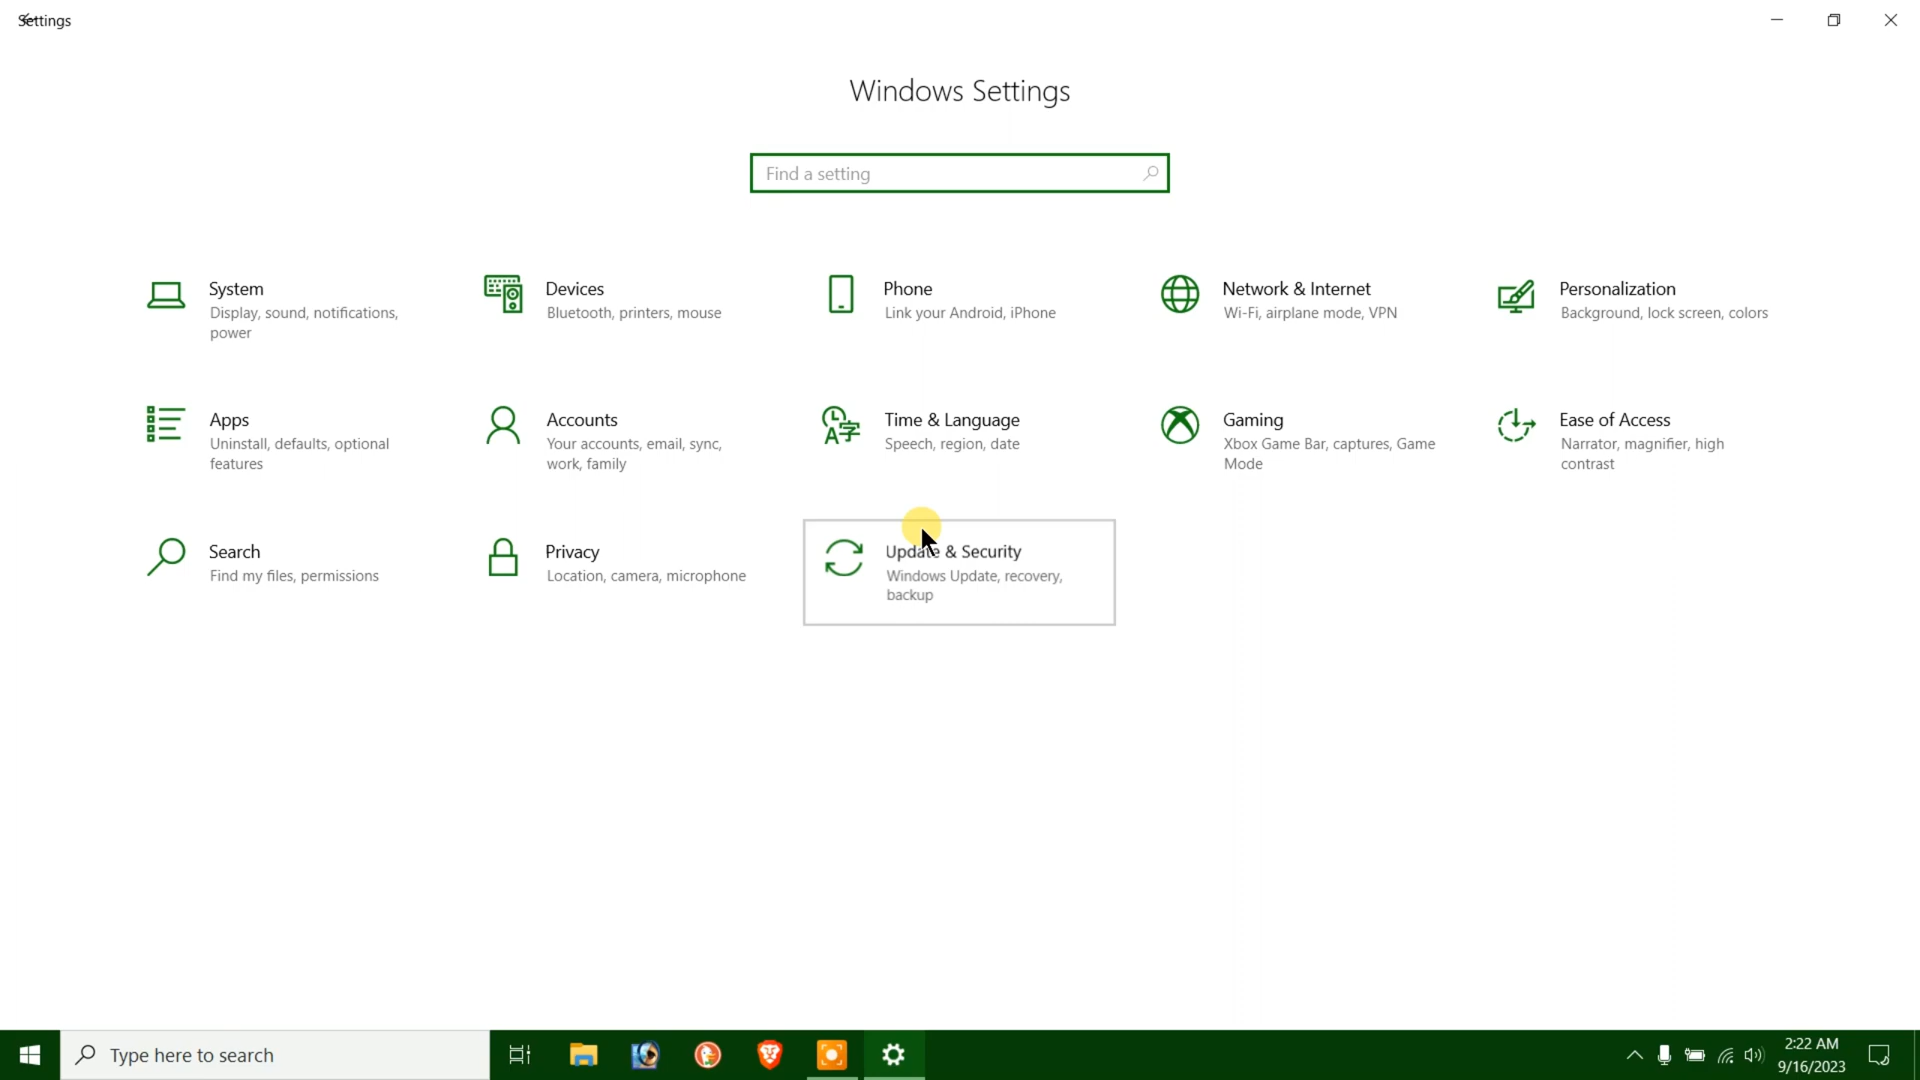 Settings
Windows Settings
Find a setting
System
Display, sound, notifications,
power
Devices
Bluetooth, printers, mouse
Phone
Link your Android, iPhone
Network & Internet
Wi-Fi, airplane mode, VPN
Personalization
Background, lock screen, colors
Apps
Uninstall, defaults, optional
features
Accounts
Your accounts, email, sync,
work, family
Time & Language
Speech, region, date
Gaming
Xbox Game Bar, captures, Game
Mode
Ease of Access
Narrator, magnifier, high
contrast
Search
Find my files, permissions
Privacy
Location, camera, microphone
Update & Security
Windows Update, recovery,
backup
Type here to search
2:22 AM
9/16/2023